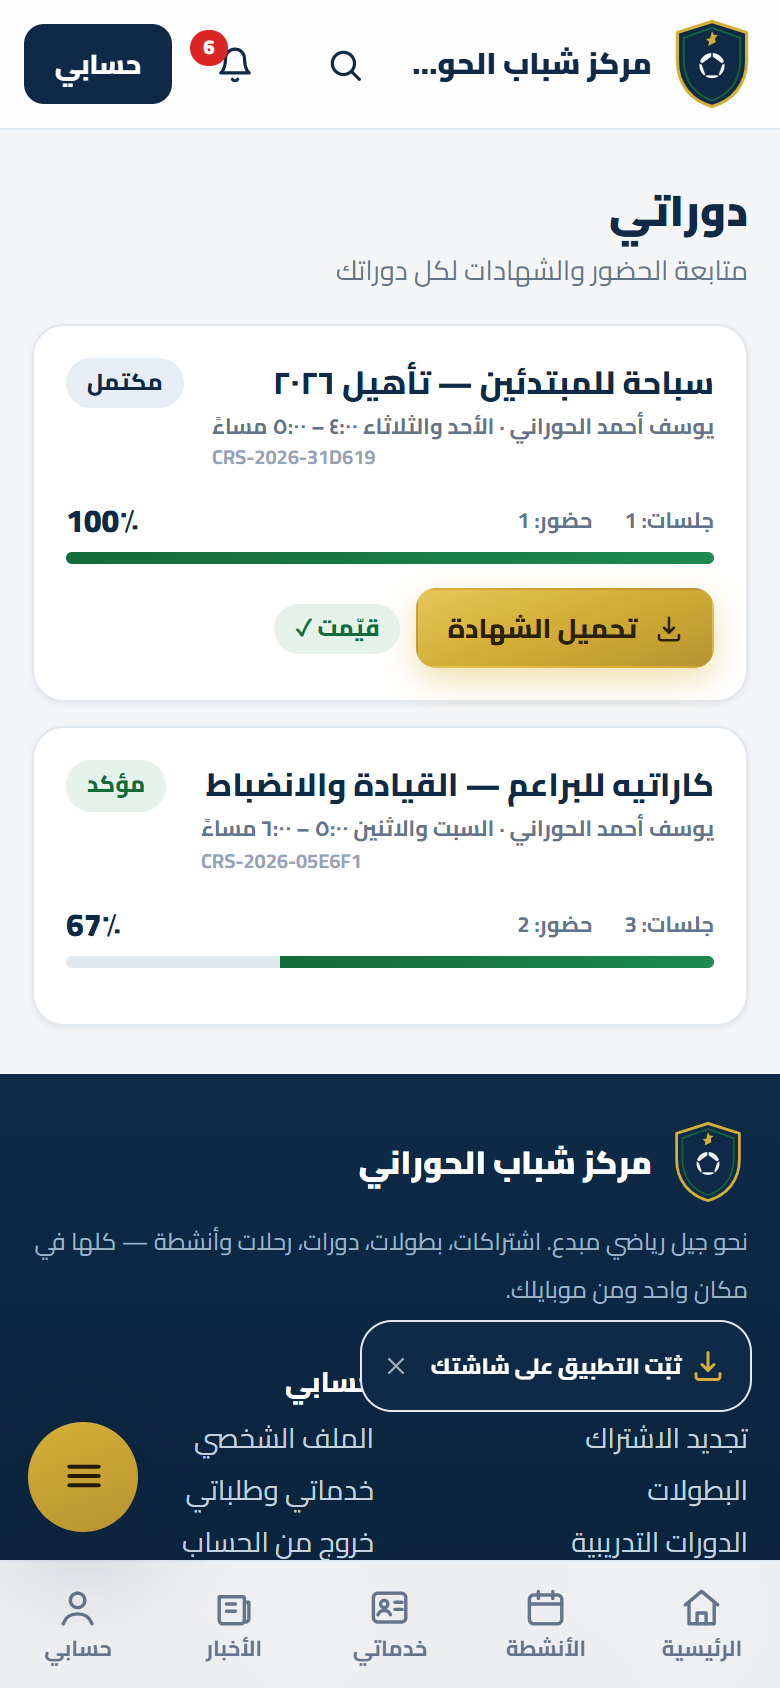 مركز شباب الحو...
6
حسابي
دوراتي
متابعة الحضور والشهادات لكل دوراتك
سباحة للمبتدئين — تأهيل ٢٠٢٦
مكتمل
يوسف أحمد الحوراني · الأحد والثلاثاء ٤:٠٠ – ٥:٠٠ مساءً
CRS-2026-31D619
جلسات: 1 حضور: 1
100٪
تحميل الشهادة
قيّمت ✓
كاراتيه للبراعم — القيادة والانضباط
مؤكد
يوسف أحمد الحوراني · السبت والاثنين ٥:٠٠ – ٦:٠٠ مساءً
CRS-2026-05E6F1
جلسات: 3 حضور: 2
67٪
مركز شباب الحوراني
نحو جيل رياضي مبدع. اشتراكات، بطولات، دورات، رحلات وأنشطة — كلها في
مكان واحد ومن موبايلك.
ثبّت التطبيق على شاشتك
حسابي
تجديد الاشتراك
الملف الشخصي
البطولات
خدماتي وطلباتي
الدورات التدريبية
خروج من الحساب
الرئيسية
الأنشطة
خدماتي
الأخبار
حسابي